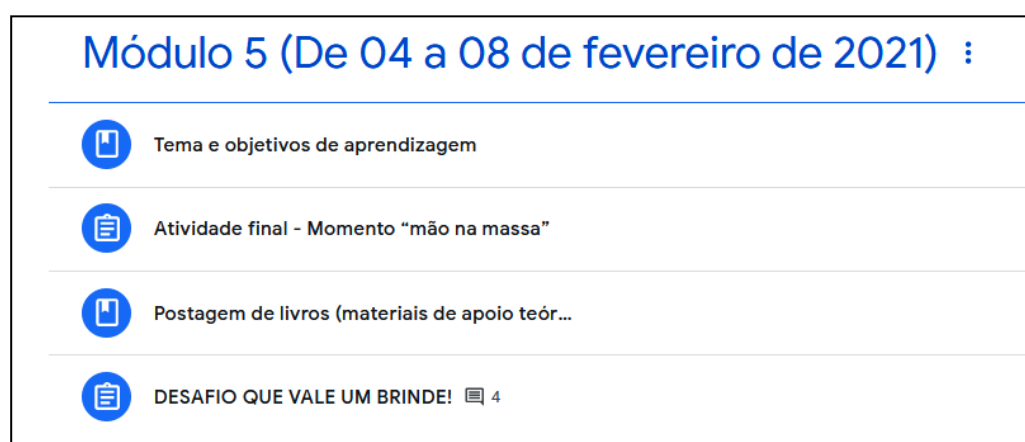 Módulo 5 (De 04 a 08 de fevereiro de 2021)
Tema e objetivos de aprendizagem
Atividade final - Momento “mão na massa”
Postagem de livros (materiais de apoio teór...
DESAFIO QUE VALE UM BRINDE! 4